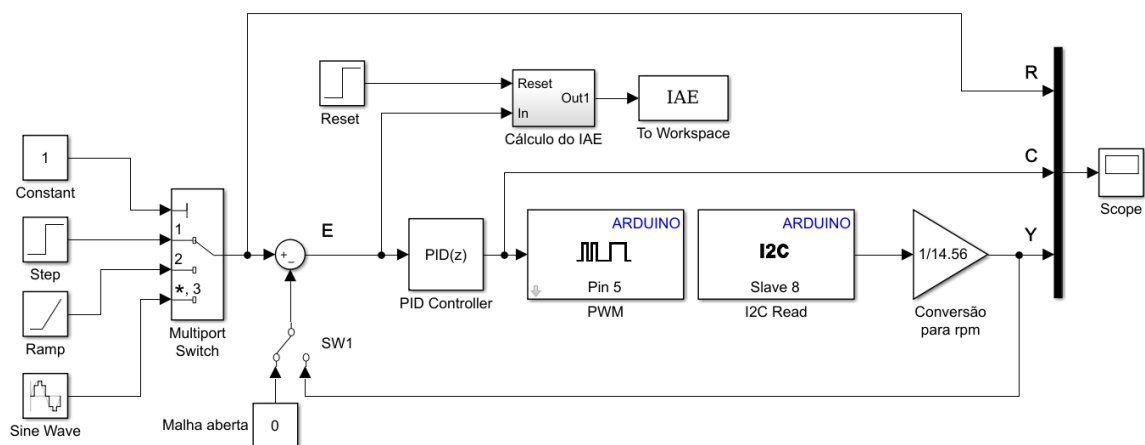 R
Reset
Reset
Out1
In
Cálculo do IAE
IAE
To Workspace
C
1
Constant
Scope
1
2
*, 3
Multiport
Switch
Step
Ramp
Sine Wave
+
−
E
PID(z)
PID Controller
ARDUINO
Pin 5
PWM
ARDUINO
I2C
Slave 8
I2C Read
1/14.56
Conversão
para rpm
Y
SW1
Malha aberta
0